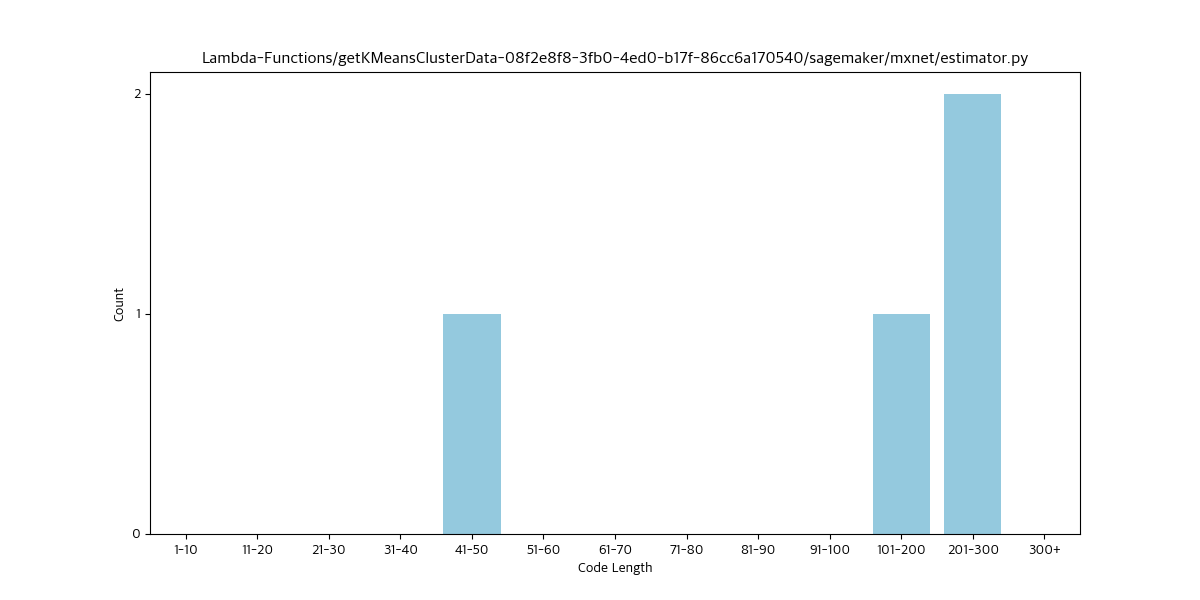 Lambda-Functions/getKMeansClusterData-08f2e8f8-3fb0-4ed0-b17f-86cc6a170540/sagemaker/mxnet/estimator.py
2
1
0
Count
1-10 11-20 21-30 31-40 41-50 51-60 61-70 71-80 81-90 91-100 101-200 201-300 300+
Code Length